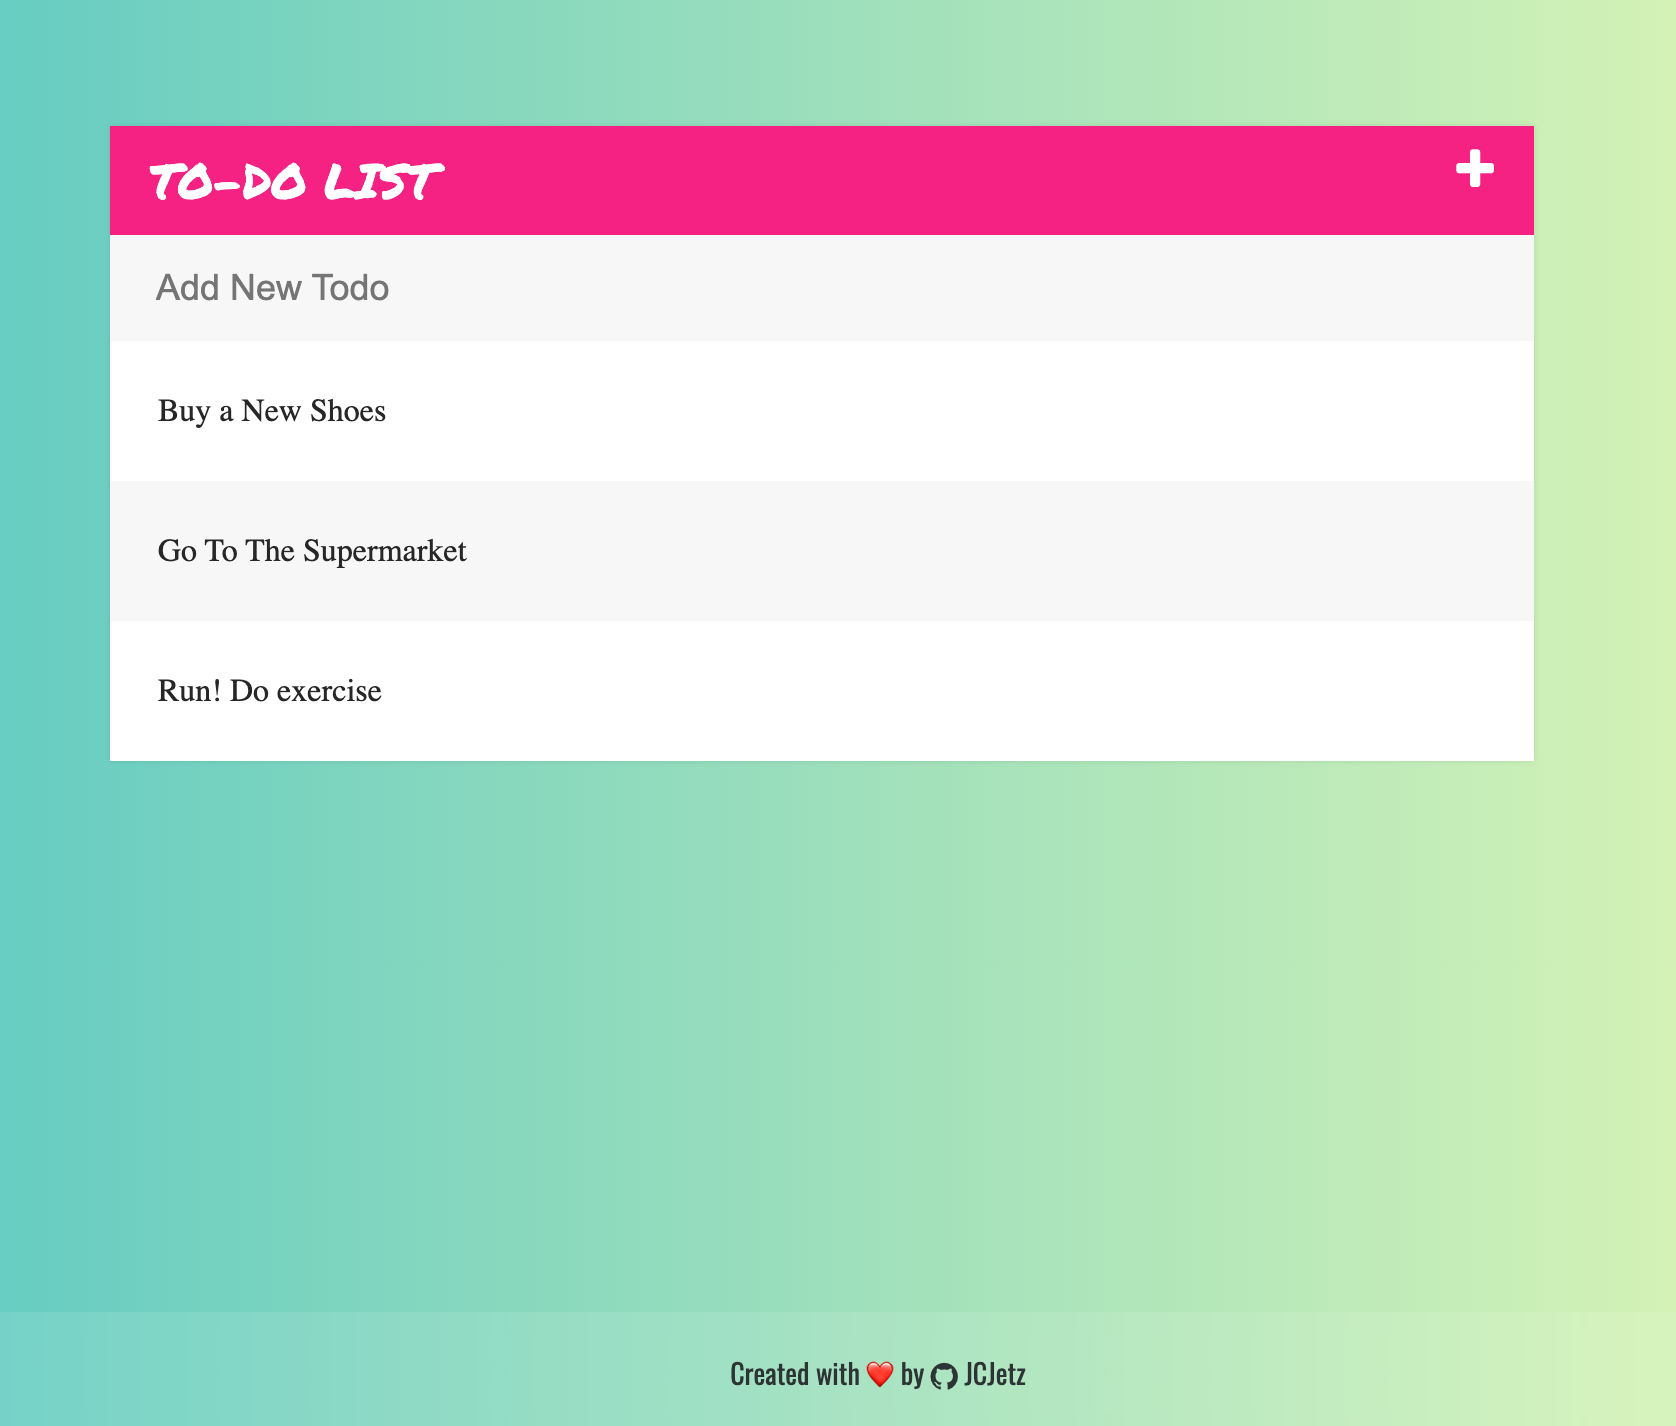 TO-DO LIST
Add New Todo
Buy a New Shoes
Go To The Supermarket
Run! Do exercise
Created with ❤️ by JCJetz